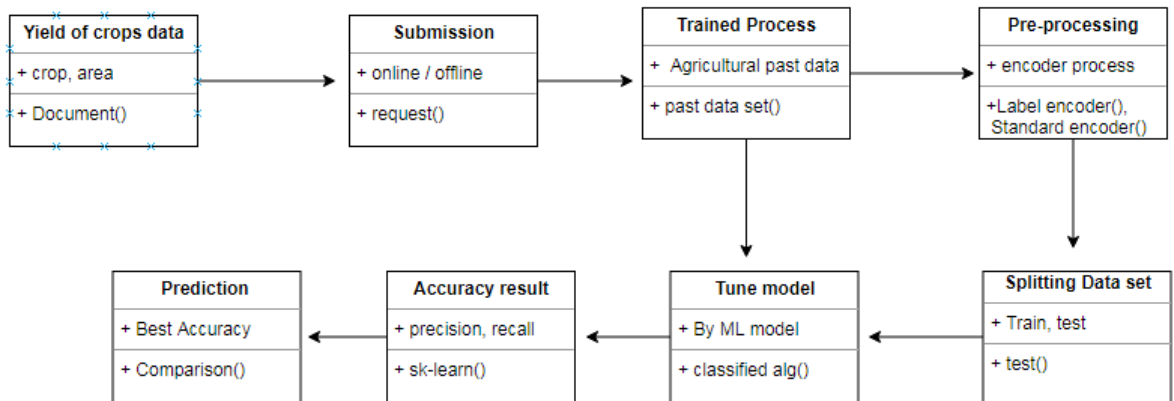 Yield of crops data
+ crop, area
+ Document()
Submission
+ online / offline
+ request()
Trained Process
+ Agricultural past data
+ past data set()
Pre-processing
+ encoder process
+Label encoder(),
Standard encoder()
Prediction
+ Best Accuracy
+ Comparison()
Accuracy result
+ precision, recall
+ sk-learn()
Tune model
+ By ML model
+ classified alg()
Splitting Data set
+ Train, test
+ test()